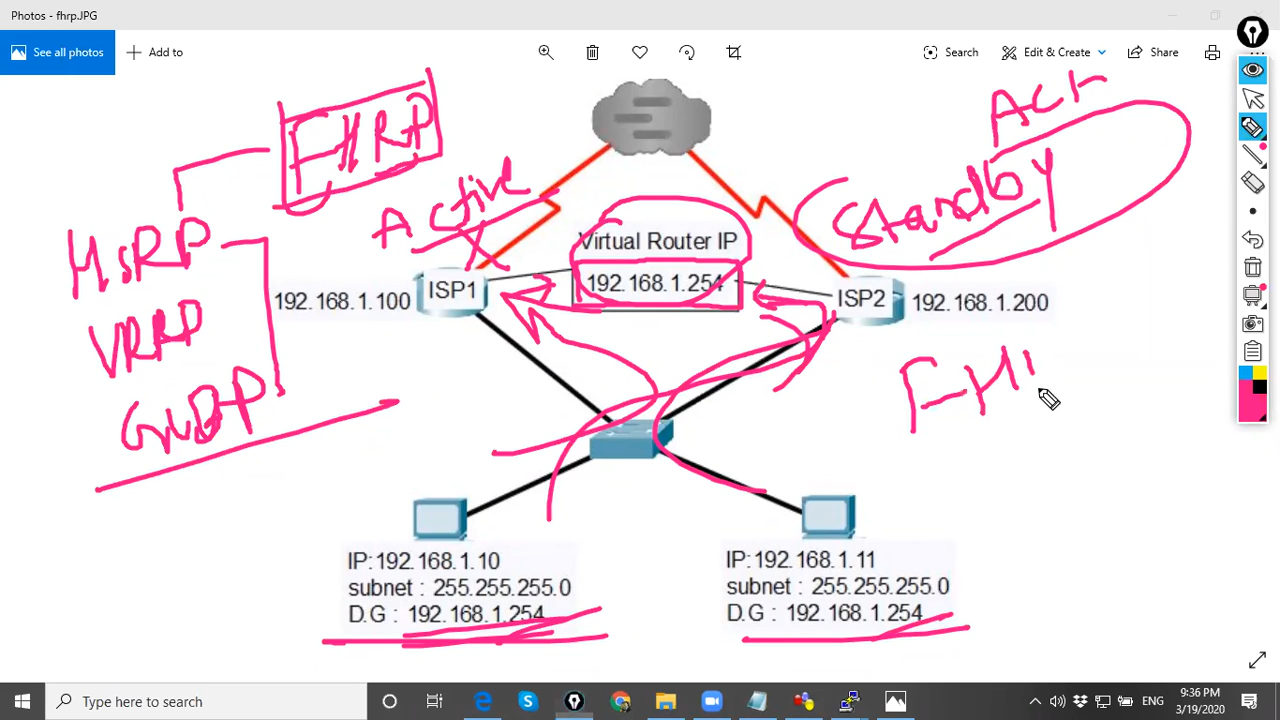 Photos - fhrp.JPG
See all photos
Add to
Search
Edit & Create
Share
FHRP
HSRP
VRRP
GLBP
Active
Act
Standby
Virtual Router IP
192.168.1.254
ISP1
192.168.1.100
ISP2
192.168.1.200
FH
IP:192.168.1.10
subnet : 255.255.255.0
D.G : 192.168.1.254
IP:192.168.1.11
subnet : 255.255.255.0
D.G : 192.168.1.254
Type here to search
ENG
9:36 PM
3/19/2020